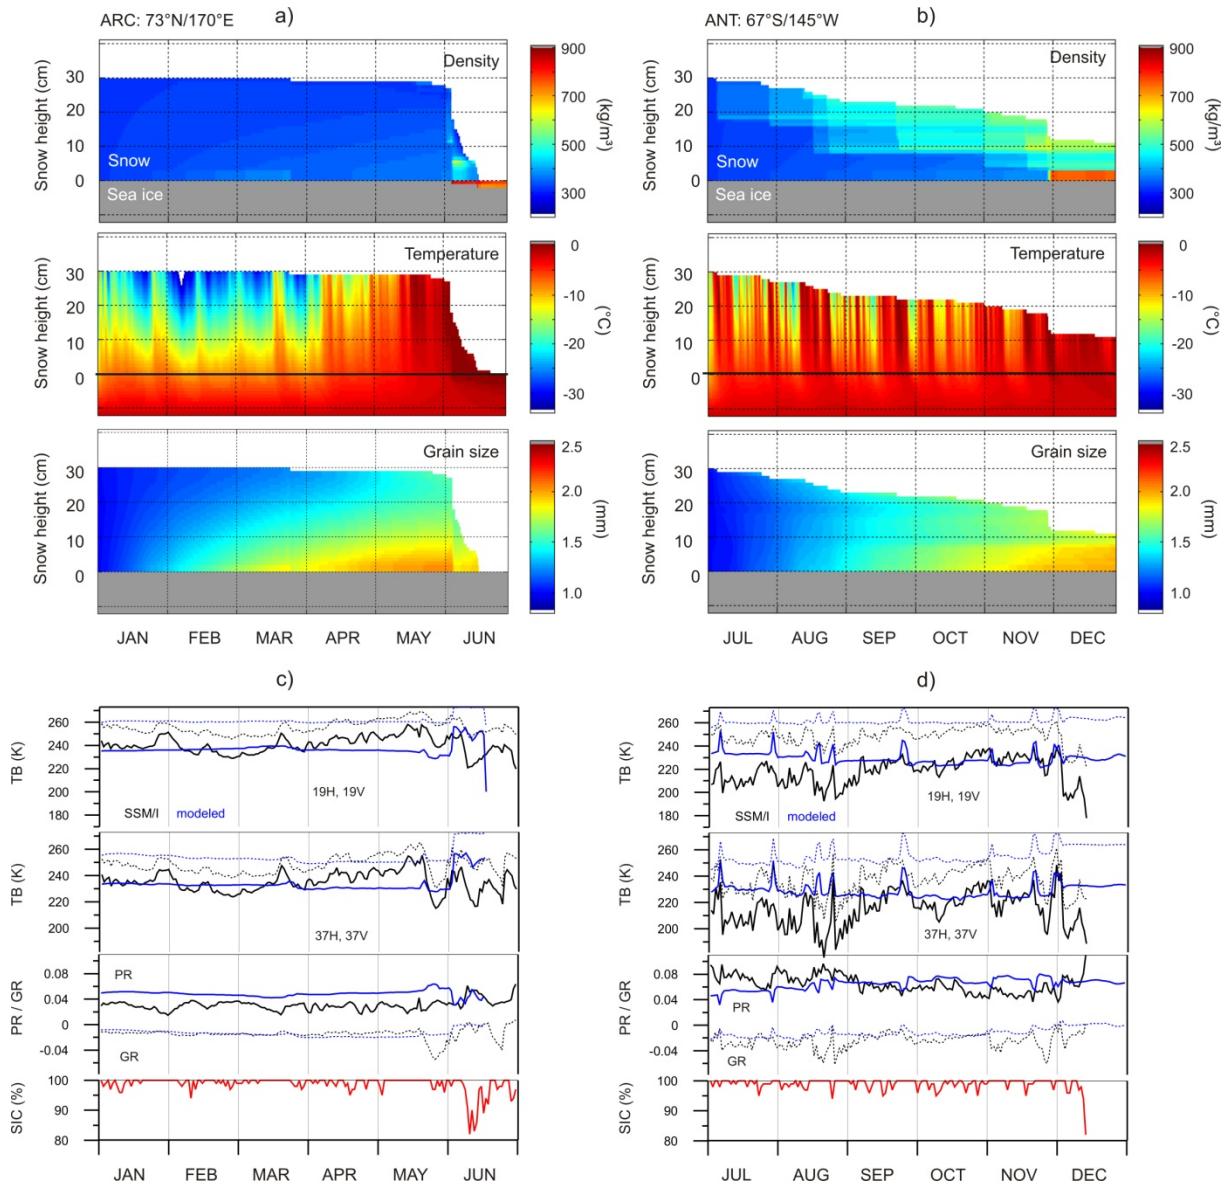 ARC: 73°N/170°E
a)
Density
Snow height (cm)
30
20
10
0
Snow
Sea ice
900
700
500
300
(kg/m³)
Temperature
Snow height (cm)
30
20
10
0
0
-10
-20
-30
(°C)
Grain size
Snow height (cm)
30
20
10
0
2.5
2.0
1.5
1.0
(mm)
JAN FEB MAR APR MAY JUN
ANT: 67°S/145°W
b)
Density
Snow height (cm)
30
20
10
0
Snow
Sea ice
900
700
500
300
(kg/m³)
Temperature
Snow height (cm)
30
20
10
0
0
-10
-20
-30
(°C)
Grain size
Snow height (cm)
30
20
10
0
2.5
2.0
1.5
1.0
(mm)
JUL AUG SEP OCT NOV DEC
c)
TB (K)
260
240
220
200
180
19H, 19V
SSM/I modeled
TB (K)
260
240
220
200
37H, 37V
PR / GR
0.08
0.04
0
-0.04
PR
GR
SIC (%)
100
90
80
JAN FEB MAR APR MAY JUN
d)
TB (K)
260
240
220
200
180
19H, 19V
SSM/I modeled
TB (K)
260
240
220
200
37H, 37V
PR / GR
0.08
0.04
0
-0.04
PR
GR
SIC (%)
100
90
80
JUL AUG SEP OCT NOV DEC